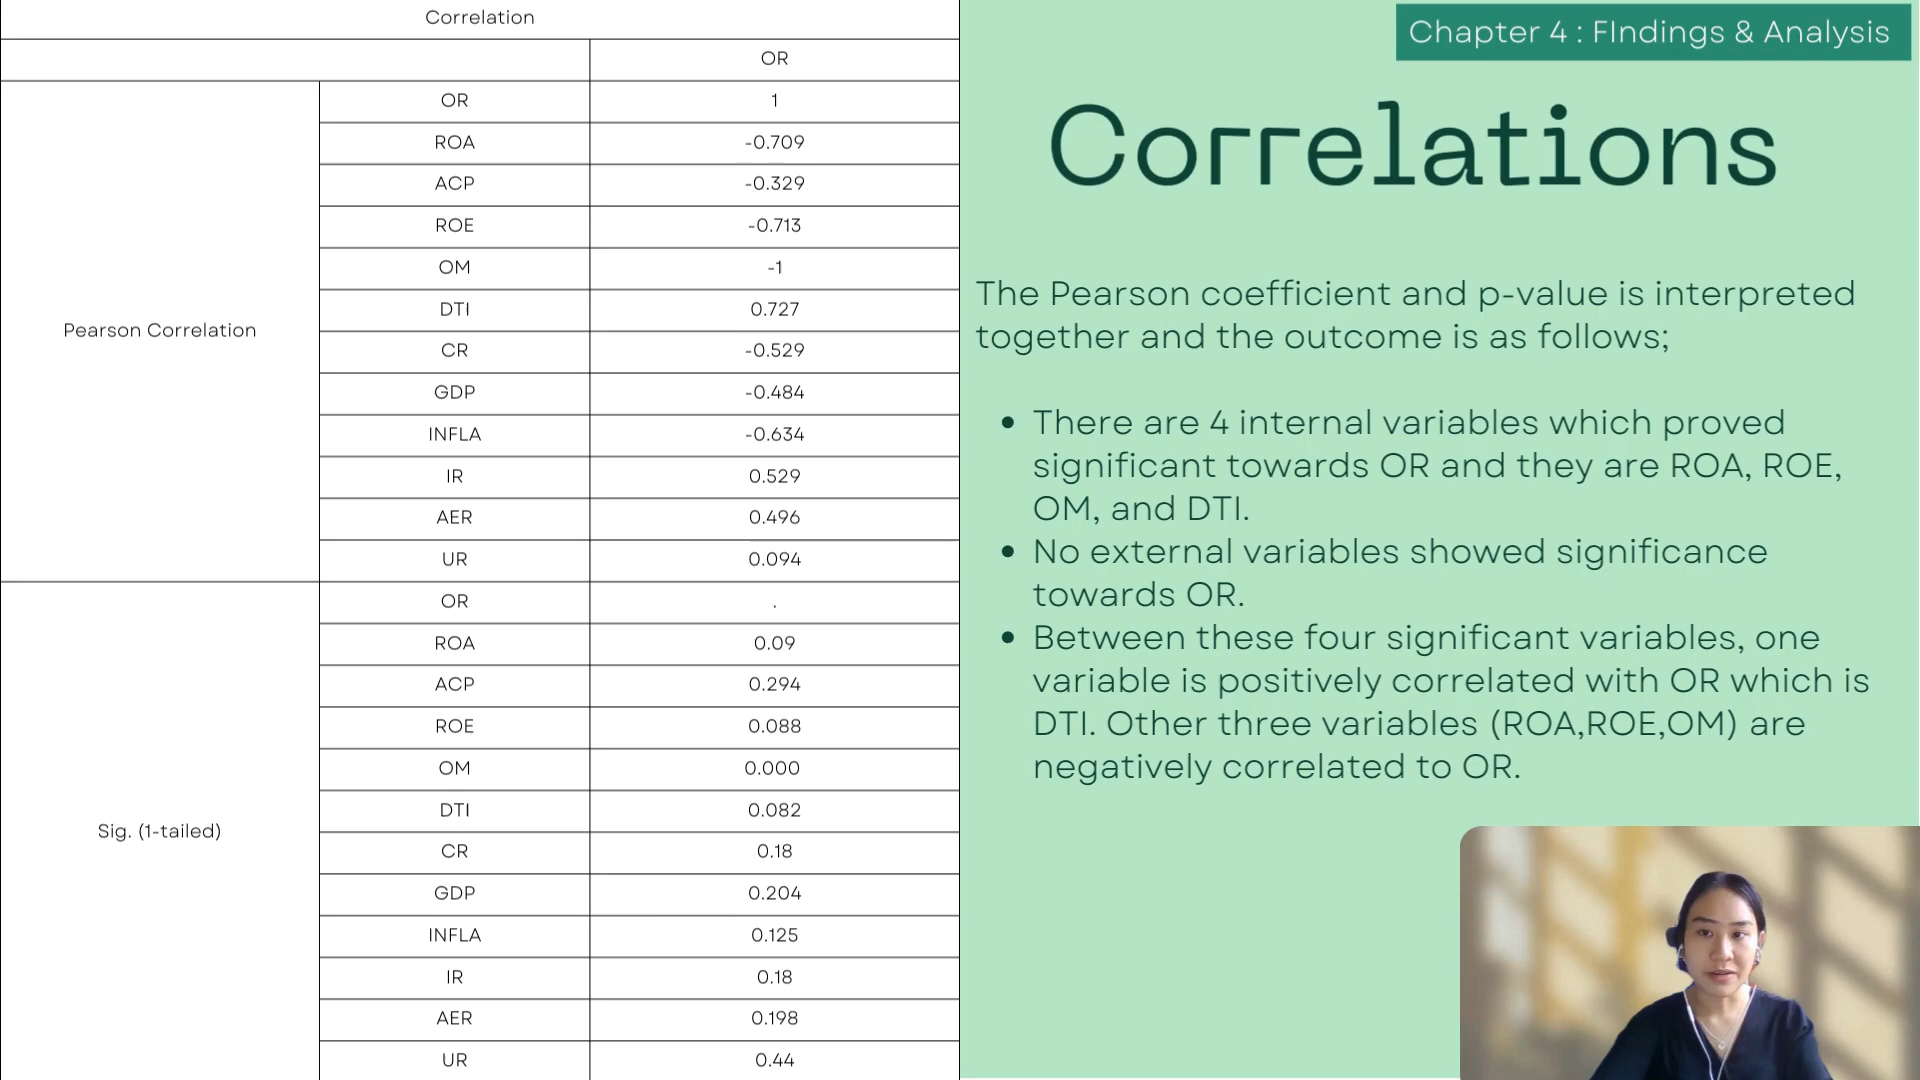 Correlation
OR
Pearson Correlation
OR 1
ROA -0.709
ACP -0.329
ROE -0.713
OM -1
DTI 0.727
CR -0.529
GDP -0.484
INFLA -0.634
IR 0.529
AER 0.496
UR 0.094
Sig. (1-tailed)
OR .
ROA 0.09
ACP 0.294
ROE 0.088
OM 0.000
DTI 0.082
CR 0.18
GDP 0.204
INFLA 0.125
IR 0.18
AER 0.198
UR 0.44
Chapter 4 : FIndings & Analysis
Correlations
The Pearson coefficient and p-value is interpreted
together and the outcome is as follows;
• There are 4 internal variables which proved
significant towards OR and they are ROA, ROE,
OM, and DTI.
• No external variables showed significance
towards OR.
• Between these four significant variables, one
variable is positively correlated with OR which is
DTI. Other three variables (ROA,ROE,OM) are
negatively correlated to OR.